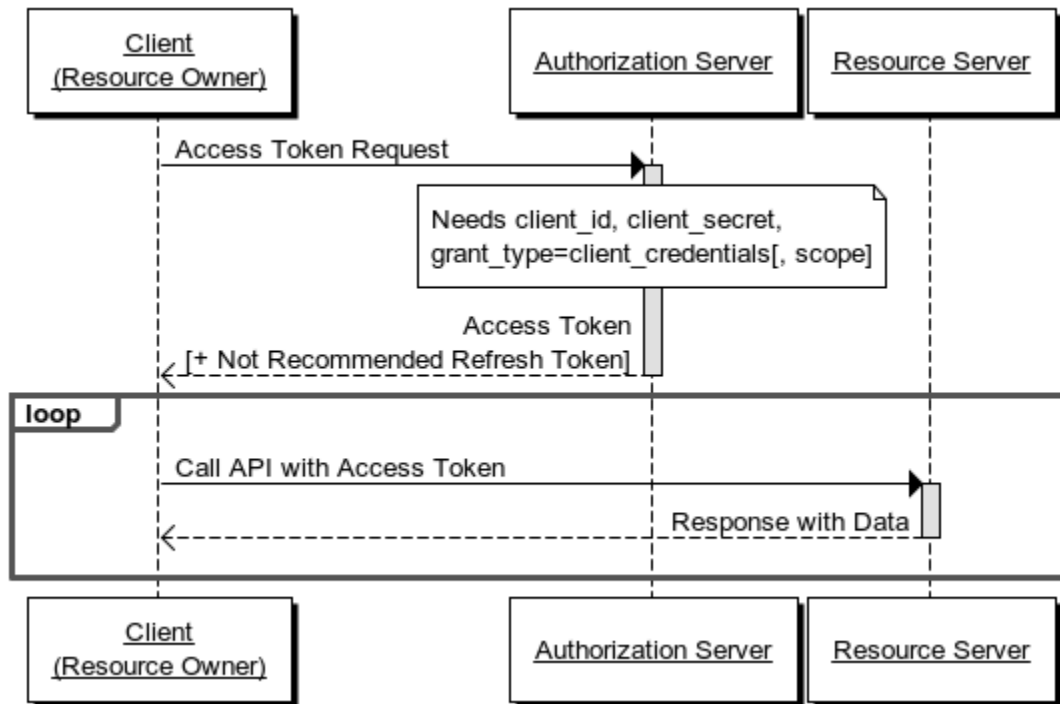 Client
(Resource Owner)
Authorization Server
Resource Server
Access Token Request
Needs client_id, client_secret,
grant_type=client_credentials[, scope]
Access Token
[+ Not Recommended Refresh Token]
loop
Call API with Access Token
Response with Data
Client
(Resource Owner)
Authorization Server
Resource Server